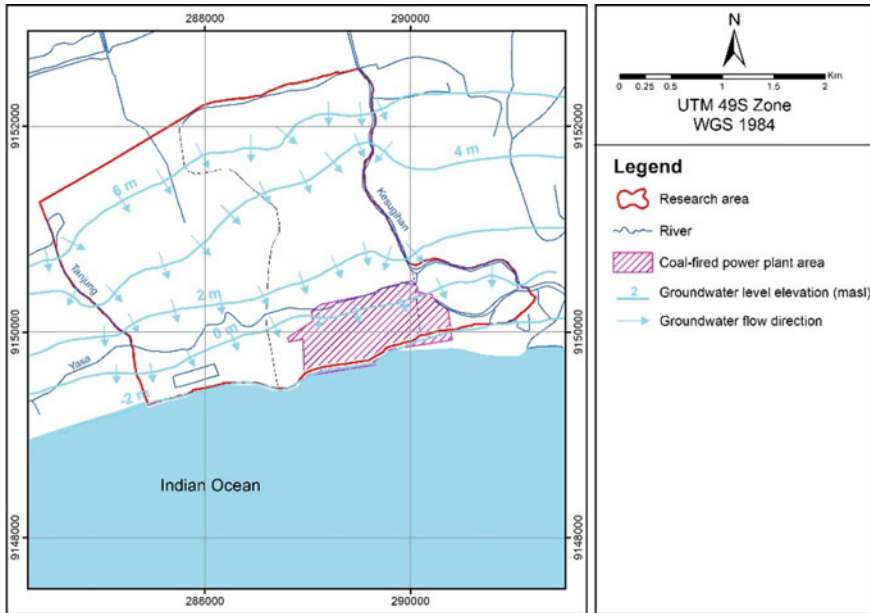 288000
290000
9152000
9152000
6 m
4 m
Kesugihan
Tanjung
2 m
9150000
9150000
0 m
Yasa
-2 m
Indian Ocean
9148000
9148000
288000
290000
N
Km
0 0.25 0.5 1 1.5 2
UTM 49S Zone
WGS 1984
Legend
Research area
River
Coal-fired power plant area
2 Groundwater level elevation (masl)
Groundwater flow direction